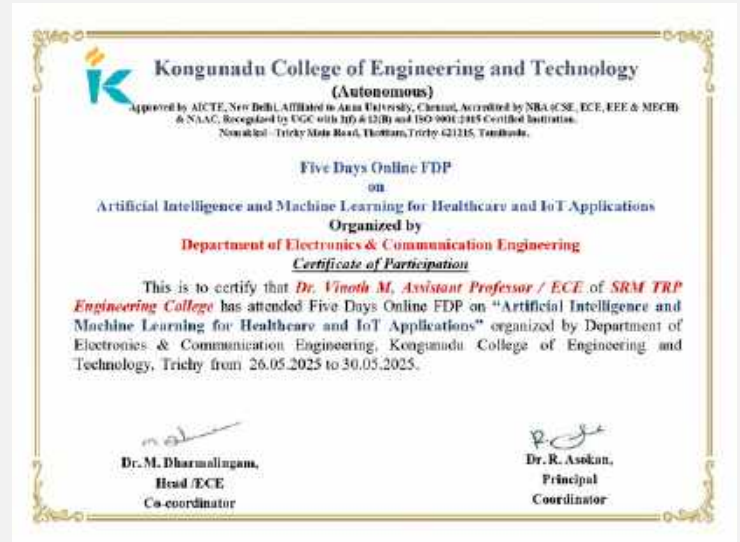 Kongunadu College of Engineering and Technology
(Autonomous)
Approved by AICTE, New Delhi, Affiliated to Anna University, Chennai, Accredited by NBA (CSE, ECE, EEE & MECH)
& NAAC, Recognized by UGC with 2(f) & 12(B) and ISO 9001:2015 Certified Institution.
Namakkal - Trichy Main Road, Thottiam, Trichy-621215, Tamilnadu.
Five Days Online FDP
on
Artificial Intelligence and Machine Learning for Healthcare and IoT Applications
Organized by
Department of Electronics & Communication Engineering
Certificate of Participation
This is to certify that Dr. Vinoth M, Assistant Professor / ECE of SRM TRP
Engineering College has attended Five Days Online FDP on “Artificial Intelligence and
Machine Learning for Healthcare and IoT Applications” organized by Department of
Electronics & Communication Engineering, Kongunadu College of Engineering and
Technology, Trichy from 26.05.2025 to 30.05.2025.
Dr. M. Dharmalingam,
Head /ECE
Co-coordinator
Dr. R. Asokan,
Principal
Coordinator